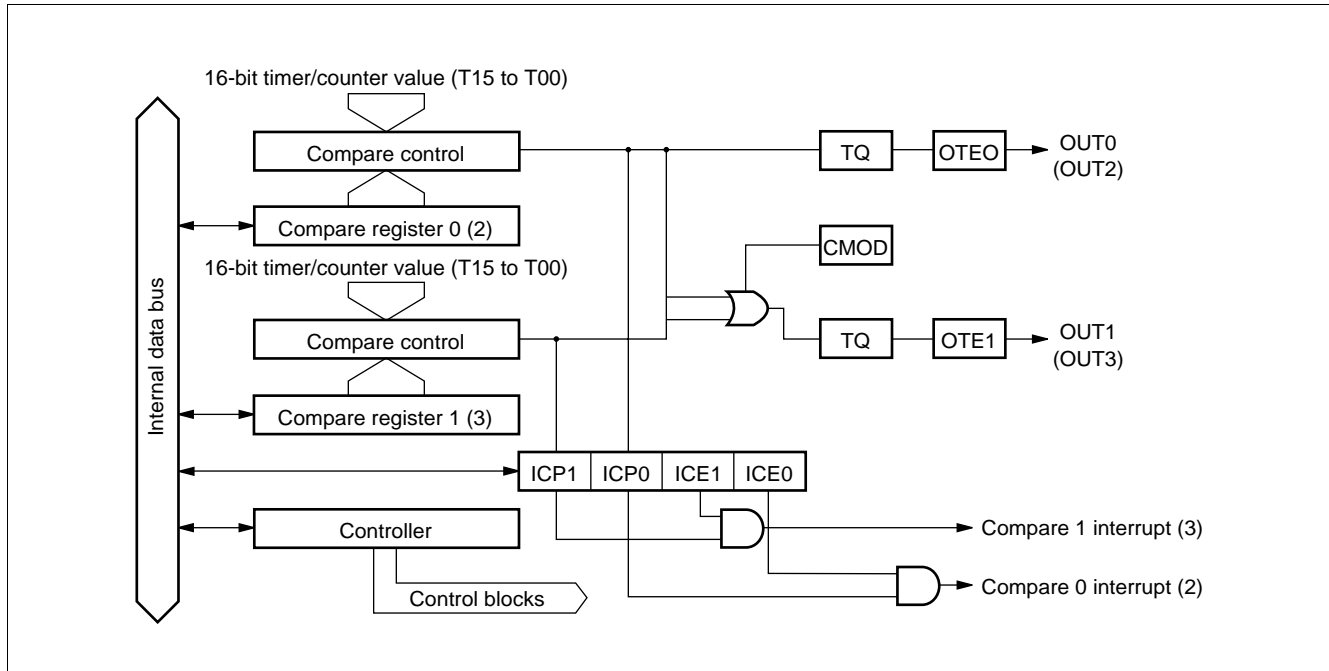 16-bit timer/counter value (T15 to T00)
Compare control
TQ
OTEO
OUT0
(OUT2)
Compare register 0 (2)
CMOD
16-bit timer/counter value (T15 to T00)
Compare control
TQ
OTE1
OUT1
(OUT3)
Internal data bus
Compare register 1 (3)
ICP1
ICP0
ICE1
ICE0
Controller
Compare 1 interrupt (3)
Control blocks
Compare 0 interrupt (2)